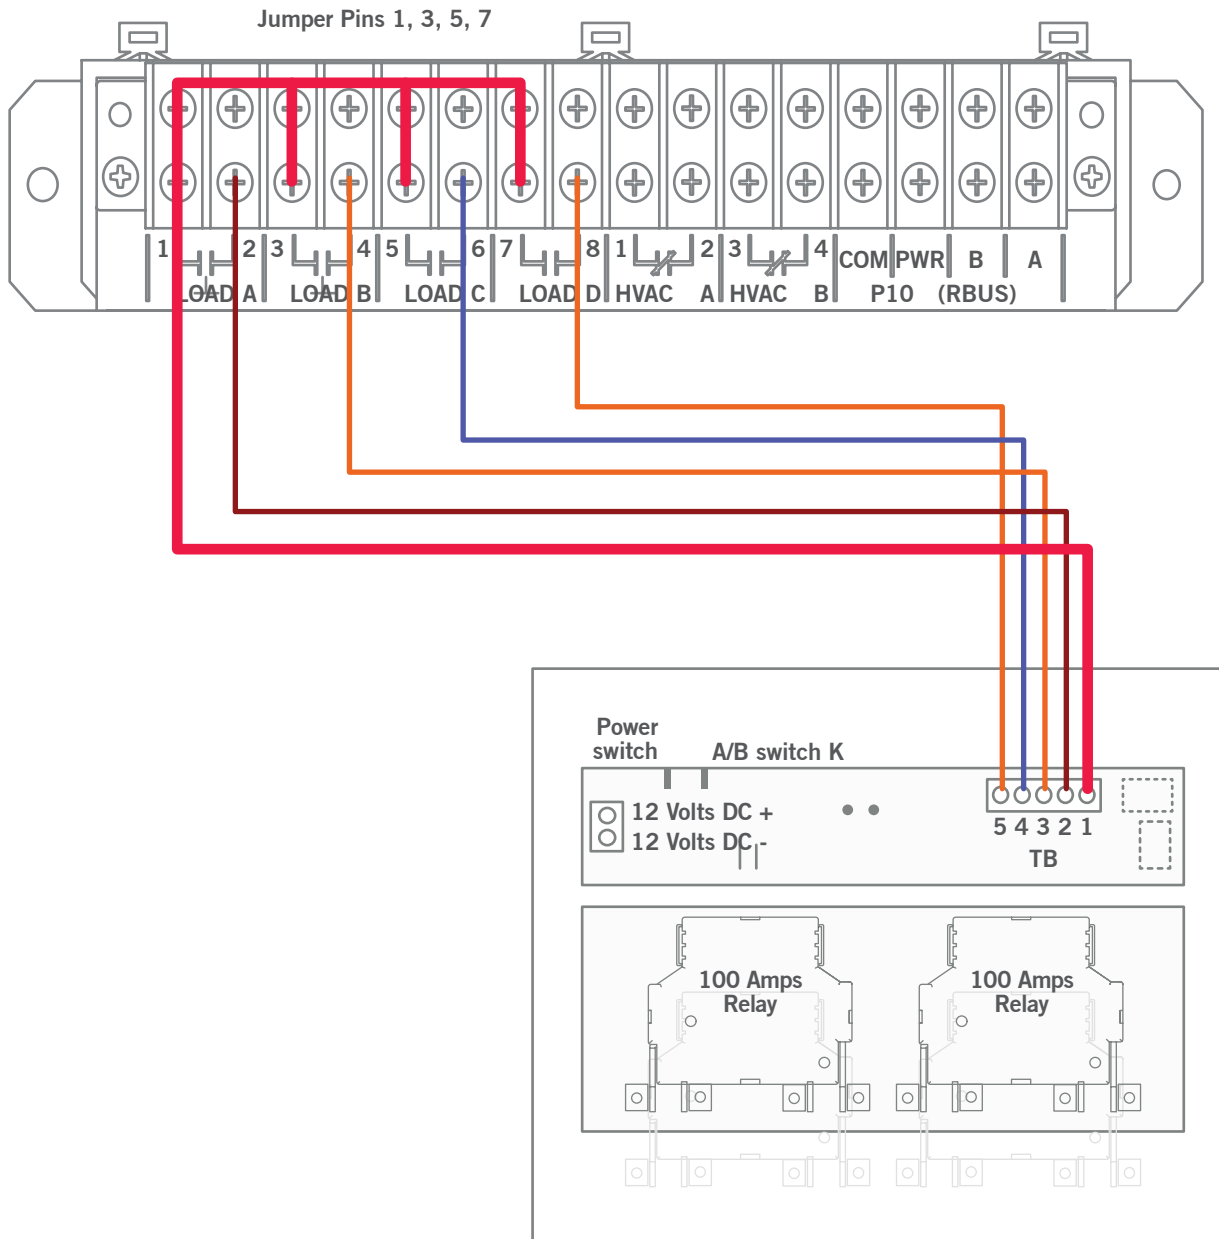 Jumper Pins 1, 3, 5, 7
1 2 3 4 5 6 7 8 1 2 3 4
COM PWR B A
LOAD A LOAD B LOAD C LOAD D HVAC A HVAC B P10 (RBUS)
Power
switch
A/B switch K
12 Volts DC +
12 Volts DC -
5 4 3 2 1
TB
100 Amps
Relay
100 Amps
Relay